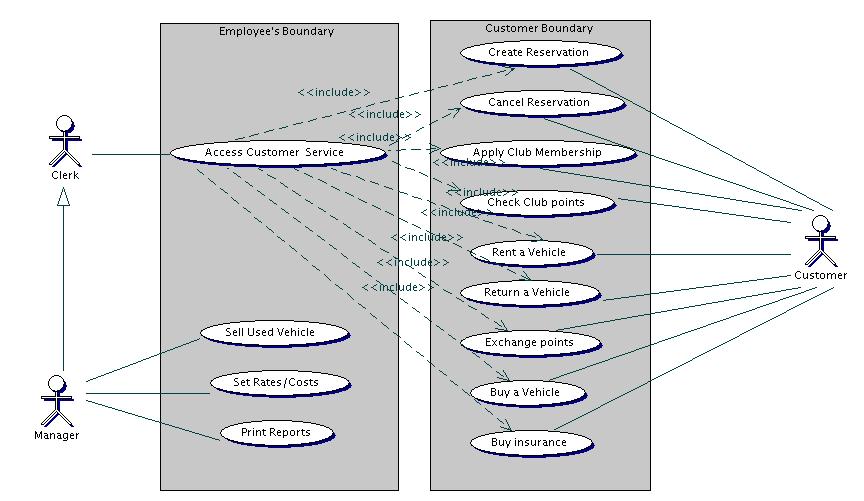 Employee's Boundary
Customer Boundary
Create Reservation
<<include>>
Cancel Reservation
<<include>>
<<include>>
Access Customer Service
Apply Club Membership
<<include>>
Clerk
<<include>>
Check Club points
<<include>>
<<include>>
Rent a Vehicle
<<include>>
Customer
<<include>>
Return a Vehicle
Sell Used Vehicle
Exchange points
Set Rates/Costs
Buy a Vehicle
Manager
Print Reports
Buy insurance